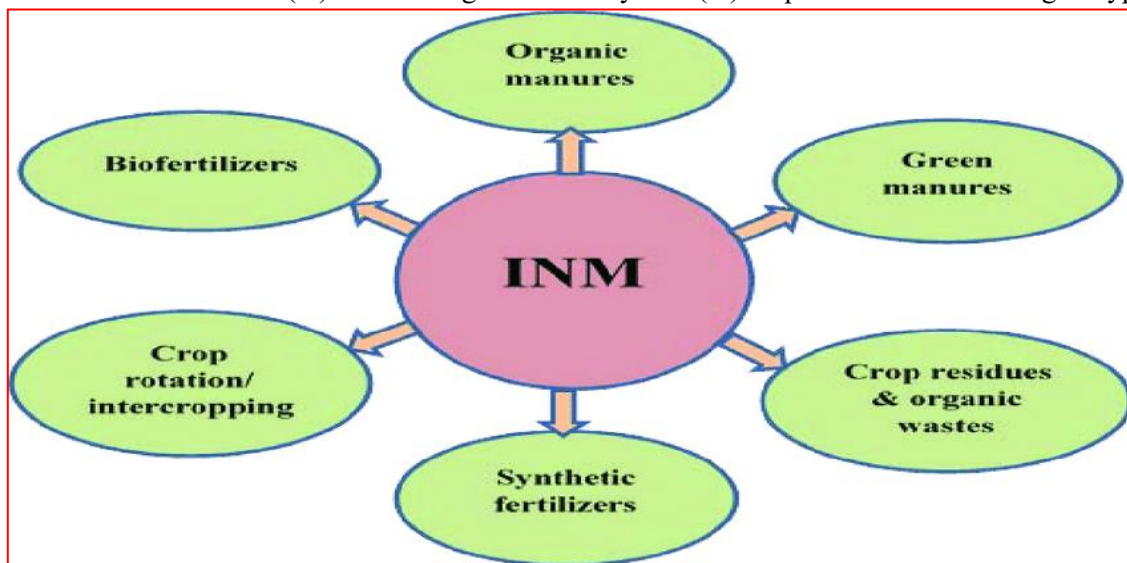 Organic
manures
Biofertilizers
Green
manures
INM
Crop
rotation/
intercropping
Crop residues
& organic
wastes
Synthetic
fertilizers